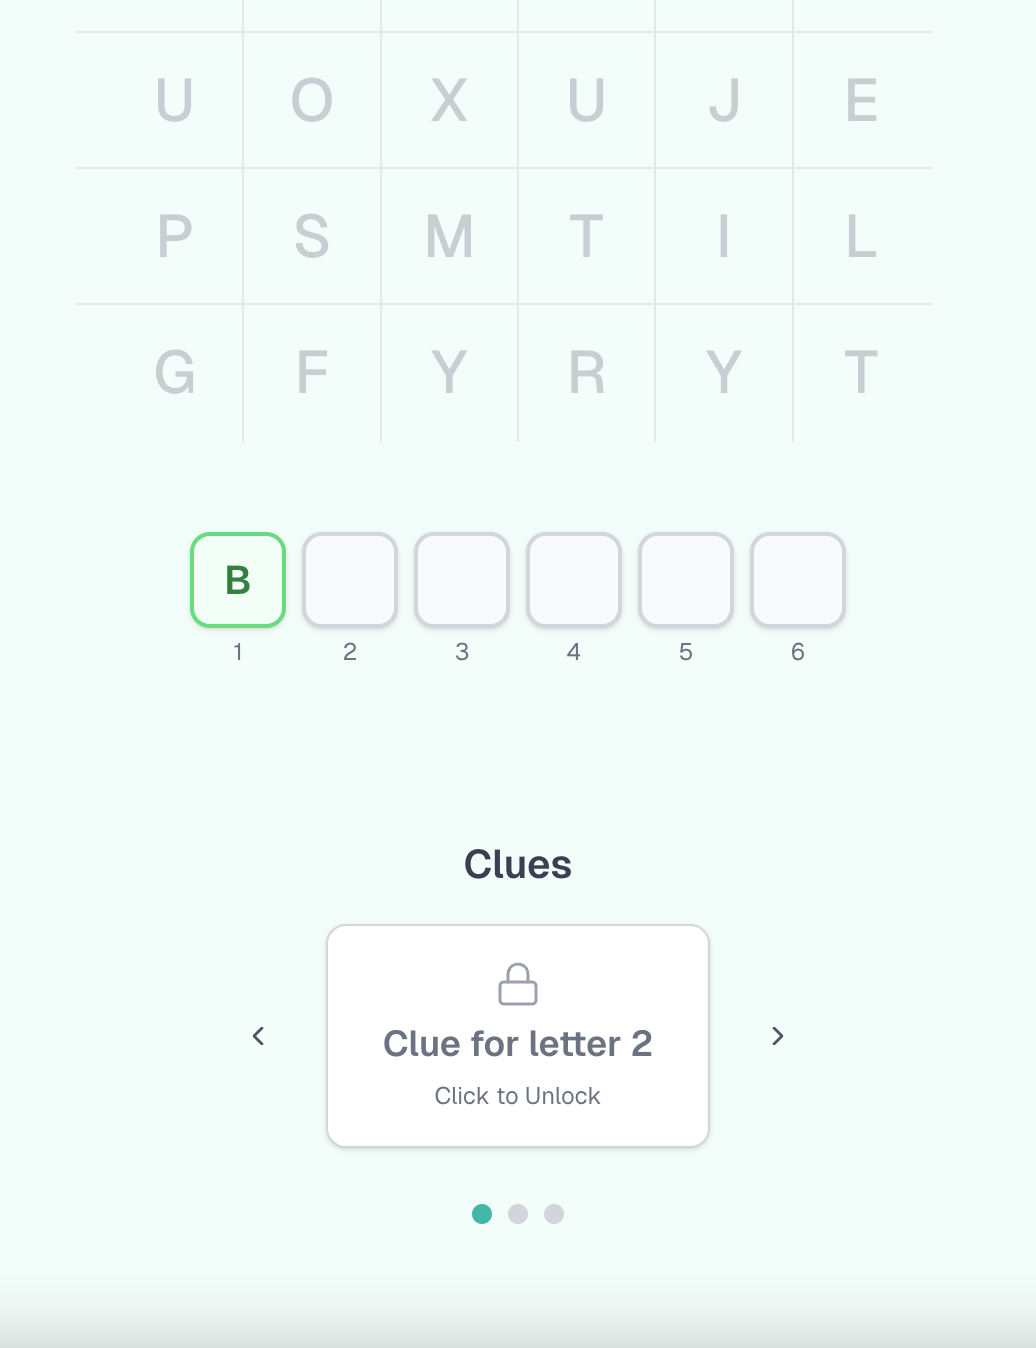 U O X U J E
P S M T I L
G F Y R Y T
B
1 2 3 4 5 6
Clues
Clue for letter 2
Click to Unlock